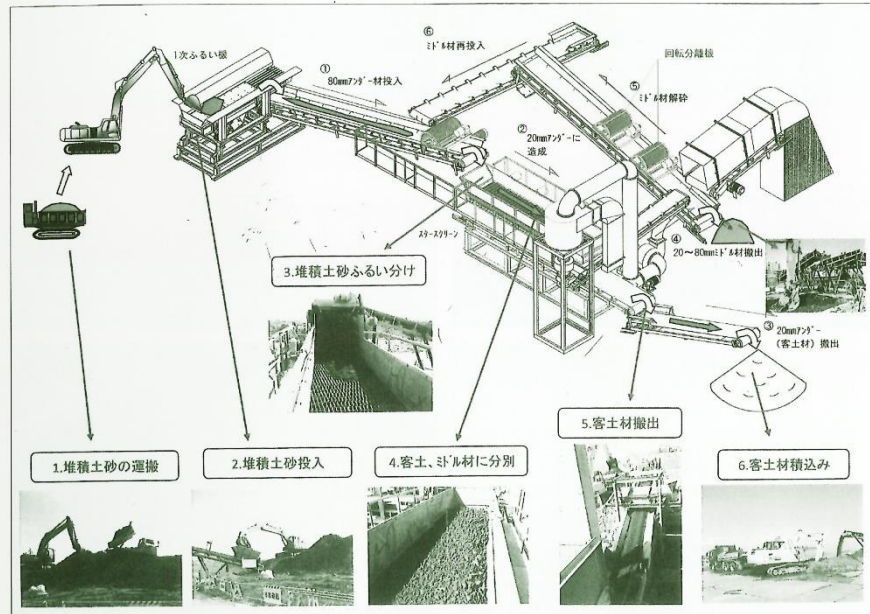 1次ふるい機
①
80mmアンダー材投入
⑥
ミドル材再投入
回転分離機
⑤
ミドル材解砕
②
20mmアンダーに
造成
スタースクリーン
④
20～80mmミドル材搬出
③
20mmアンダー
(客土材) 搬出
3.堆積土砂ふるい分け
5.客土材搬出
1.堆積土砂の運搬
2.堆積土砂投入
4.客土、ミドル材に分別
6.客土材積込み